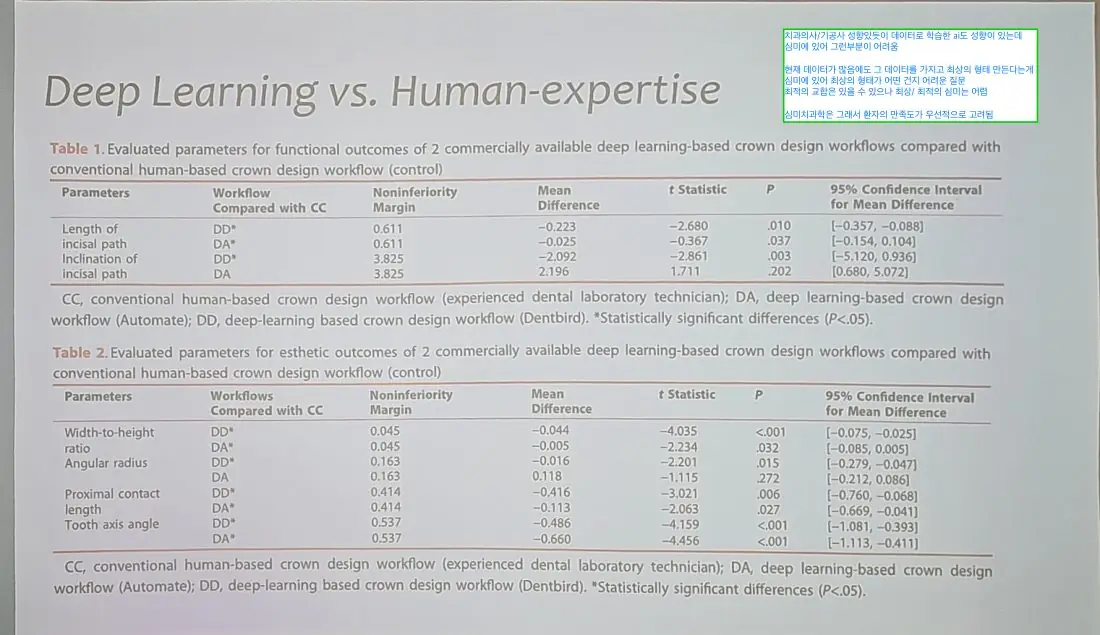 치과의사/기공사 성향있듯이 데이터로 학습한 ai도 성향이 있는데
심미에 있어 그런부분이 어려움
현재 데이터가 많음에도 그 데이터를 가지고 최상의 형태 만든다는게
심미에 있어 최상의 형태가 어떤 건지 어려운 질문
최적의 교합은 있을 수 있으나 최상/ 최적의 심미는 어렵
심미치과학은 그래서 환자의 만족도가 우선적으로 고려됨
Deep Learning vs. Human-expertise
Table 1. Evaluated parameters for functional outcomes of 2 commercially available deep learning-based crown design workflows compared with
conventional human-based crown design workflow (control)
Parameters Workflow Noninferiority Mean t Statistic P 95% Confidence Interval
Compared with CC Margin Difference for Mean Difference
Length of DD* 0.611 −0.223 −2.680 .010 [−0.357, −0.088]
incisal path DA* 0.611 −0.025 −0.367 .037 [−0.154, 0.104]
Inclination of DD* 3.825 −2.092 −2.861 .003 [−5.120, 0.936]
incisal path DA 3.825 2.196 1.711 .202 [0.680, 5.072]
CC, conventional human-based crown design workflow (experienced dental laboratory technician); DA, deep learning-based crown design
workflow (Automate); DD, deep-learning based crown design workflow (Dentbird). *Statistically significant differences (P<.05).
Table 2. Evaluated parameters for esthetic outcomes of 2 commercially available deep learning-based crown design workflows compared with
conventional human-based crown design workflow (control)
Parameters Workflows Noninferiority Mean t Statistic P 95% Confidence Interval
Compared with CC Margin Difference for Mean Difference
Width-to-height DD* 0.045 −0.044 −4.035 <.001 [−0.075, −0.025]
ratio DA* 0.045 −0.005 −2.234 .032 [−0.085, 0.005]
Angular radius DD* 0.163 −0.016 −2.201 .015 [−0.279, −0.047]
DA 0.163 0.118 −1.115 .272 [−0.212, 0.086]
Proximal contact DD* 0.414 −0.416 −3.021 .006 [−0.760, −0.068]
length DA* 0.414 −0.113 −2.063 .027 [−0.669, −0.041]
Tooth axis angle DD* 0.537 −0.486 −4.159 <.001 [−1.081, −0.393]
DA* 0.537 −0.660 −4.456 <.001 [−1.113, −0.411]
CC, conventional human-based crown design workflow (experienced dental laboratory technician); DA, deep learning-based crown design
workflow (Automate); DD, deep-learning based crown design workflow (Dentbird). *Statistically significant differences (P<.05).